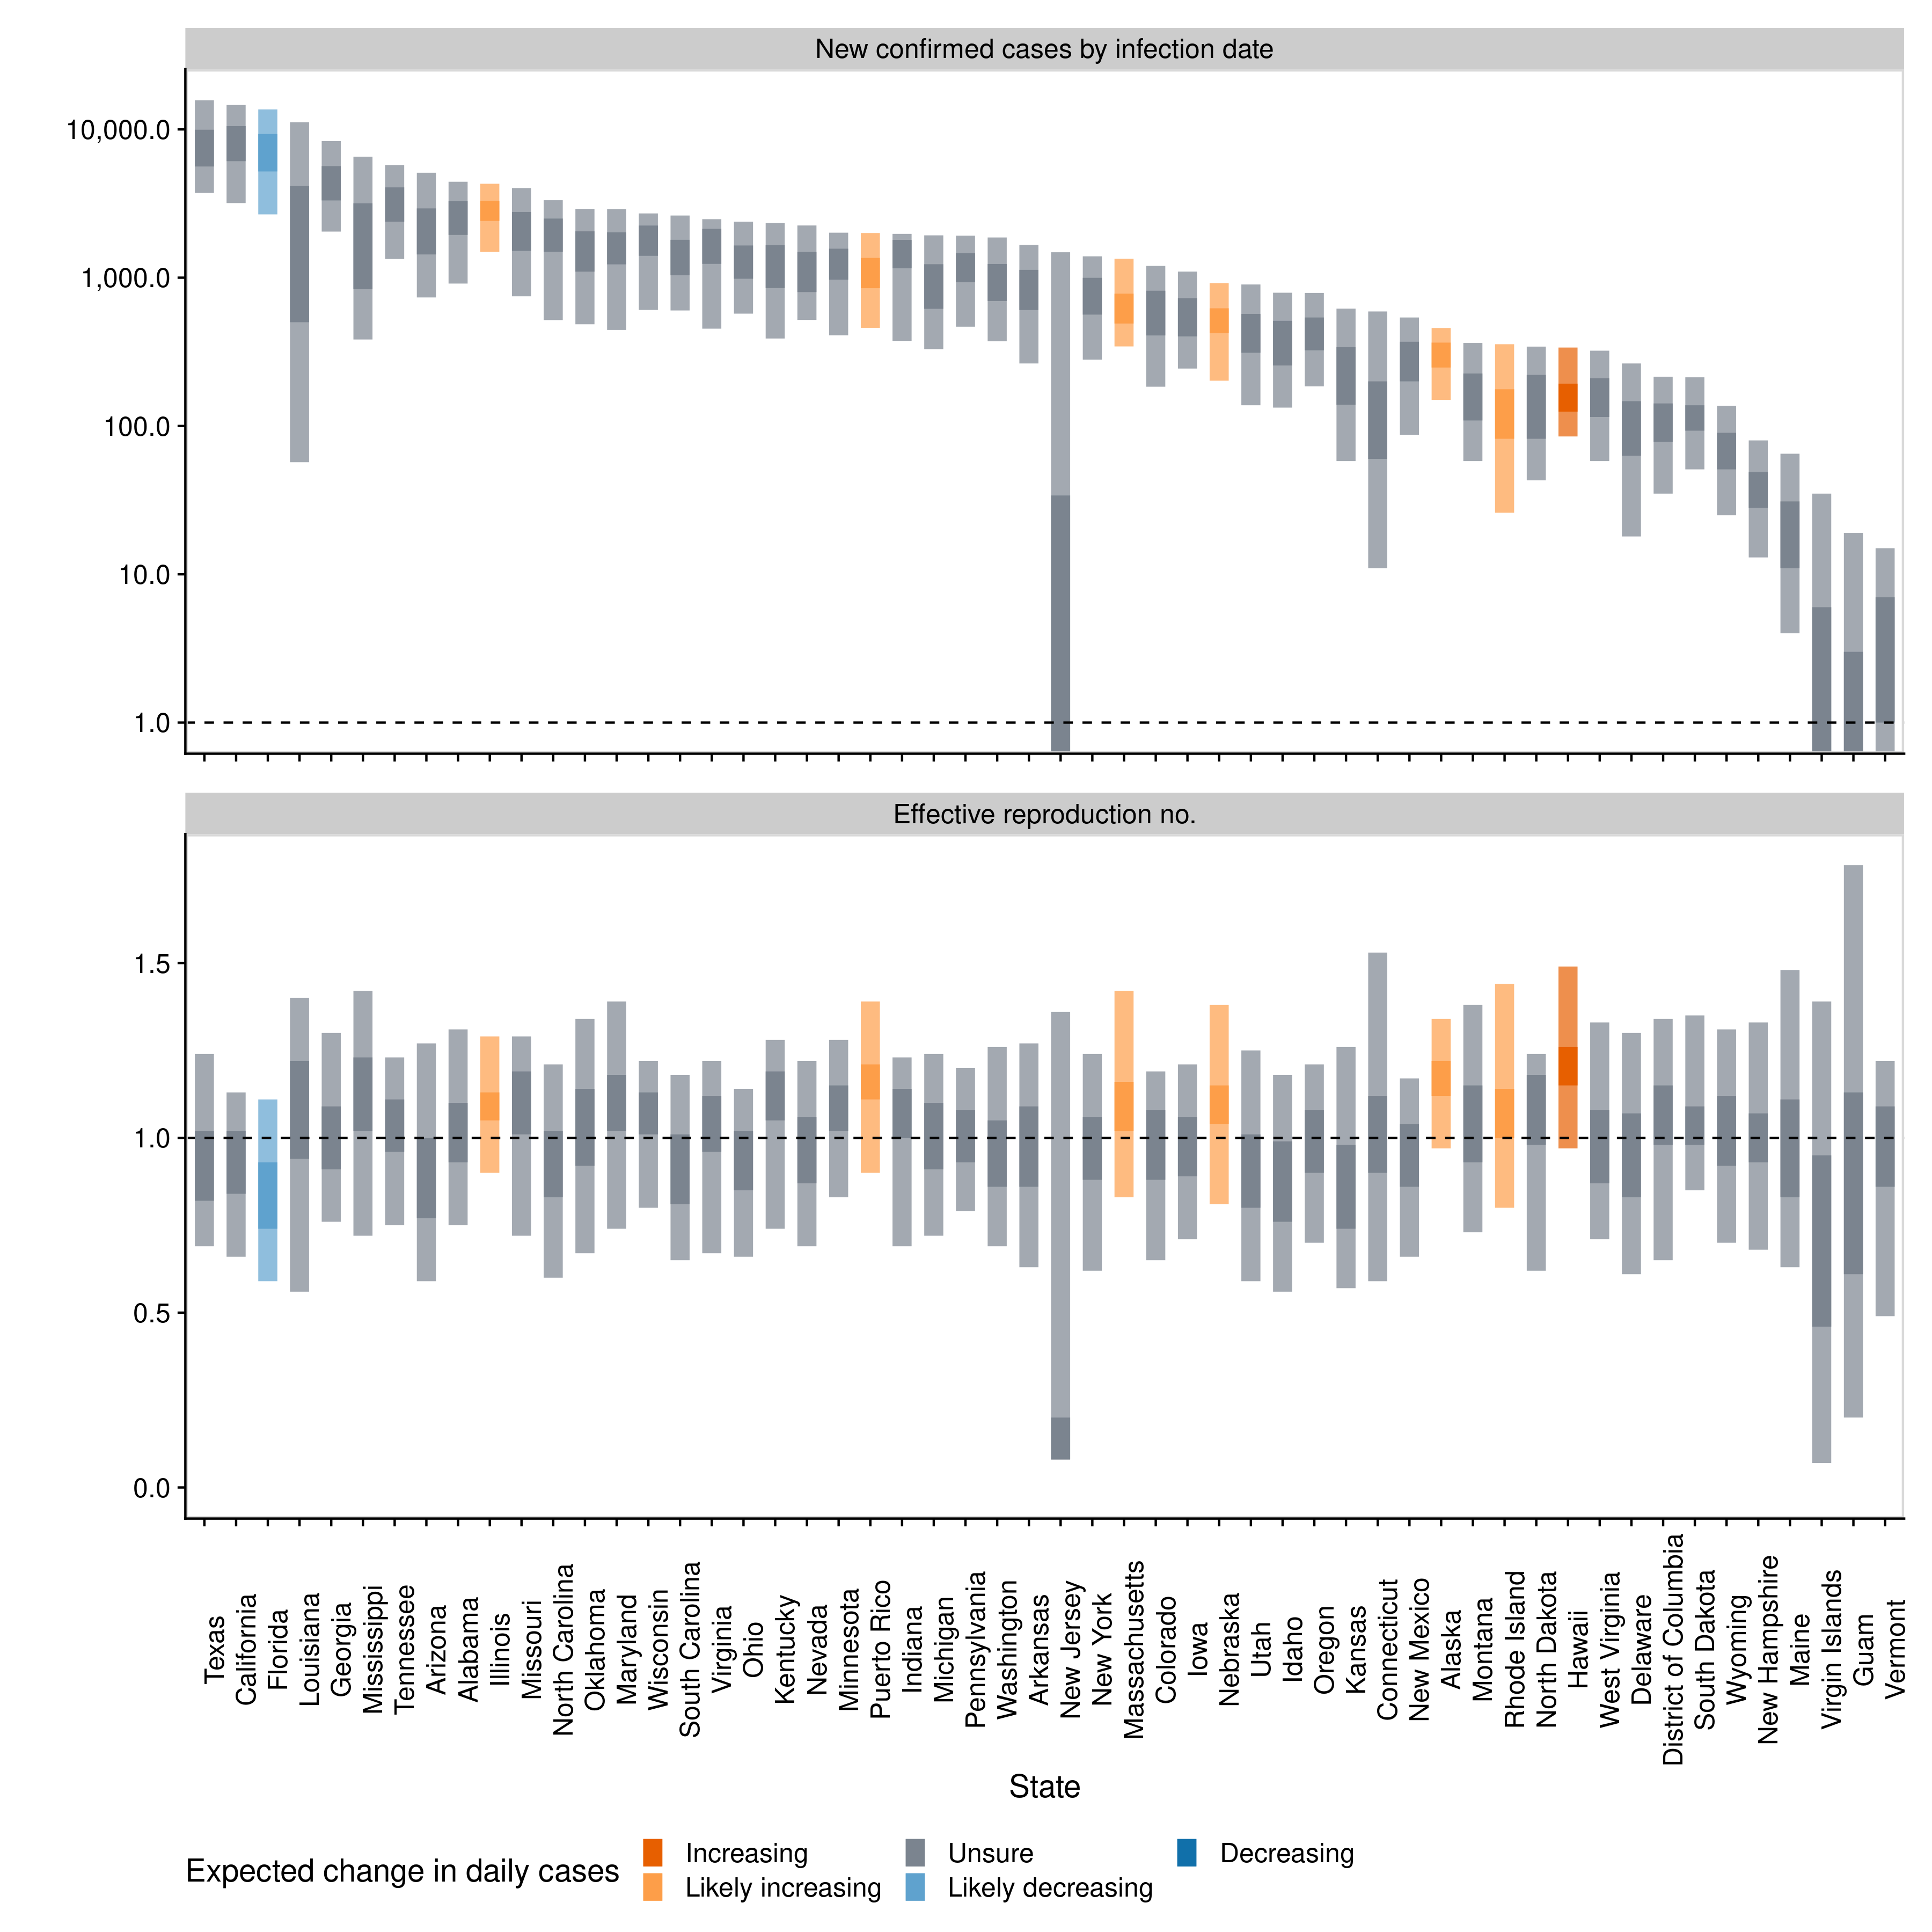 New confirmed cases by infection date
10,000.0
1,000.0
100.0
10.0
1.0
Effective reproduction no.
1.5
1.0
0.5
0.0
Texas
California
Florida
Louisiana
Georgia
Mississippi
Tennessee
Arizona
Alabama
Illinois
Missouri
North Carolina
Oklahoma
Maryland
Wisconsin
South Carolina
Virginia
Ohio
Kentucky
Nevada
Minnesota
Puerto Rico
Indiana
Michigan
Pennsylvania
Washington
Arkansas
New Jersey
New York
Massachusetts
Colorado
Iowa
Nebraska
Utah
Idaho
Oregon
Kansas
Connecticut
New Mexico
Alaska
Montana
Rhode Island
North Dakota
Hawaii
West Virginia
Delaware
District of Columbia
South Dakota
Wyoming
New Hampshire
Maine
Virgin Islands
Guam
Vermont
State
Expected change in daily cases
Increasing
Likely increasing
Unsure
Likely decreasing
Decreasing